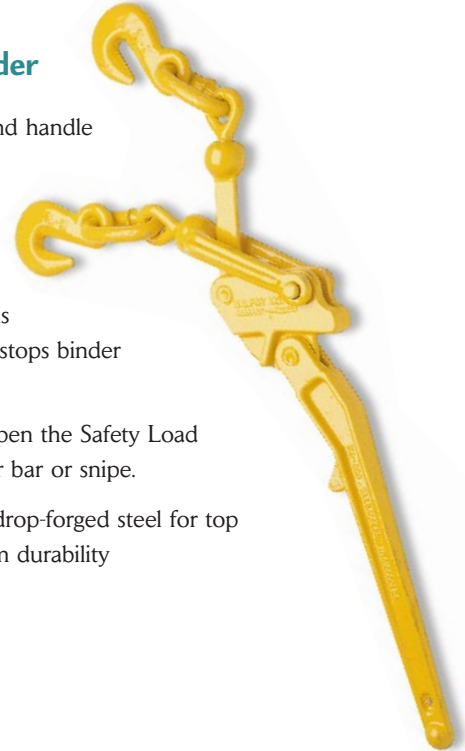 der
nd handle
s
stops binder
pen the Safety Load
r bar or snipe.
drop-forged steel for top
n durability